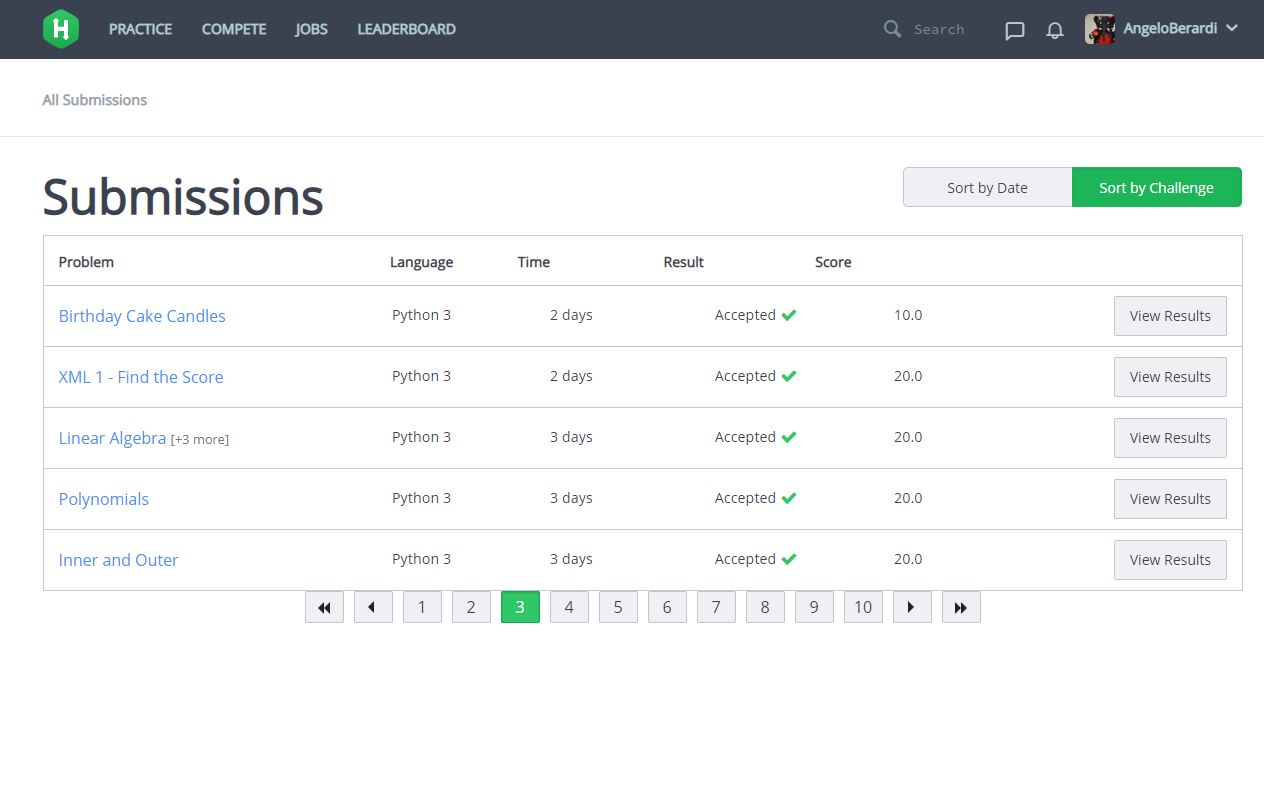 H PRACTICE COMPETE JOBS LEADERBOARD Search AngeloBerardi
All Submissions
Submissions Sort by Date Sort by Challenge
Problem Language Time Result Score
Birthday Cake Candles Python 3 2 days Accepted 10.0 View Results
XML 1 - Find the Score Python 3 2 days Accepted 20.0 View Results
Linear Algebra [+3 more] Python 3 3 days Accepted 20.0 View Results
Polynomials Python 3 3 days Accepted 20.0 View Results
Inner and Outer Python 3 3 days Accepted 20.0 View Results
1 2 3 4 5 6 7 8 9 10